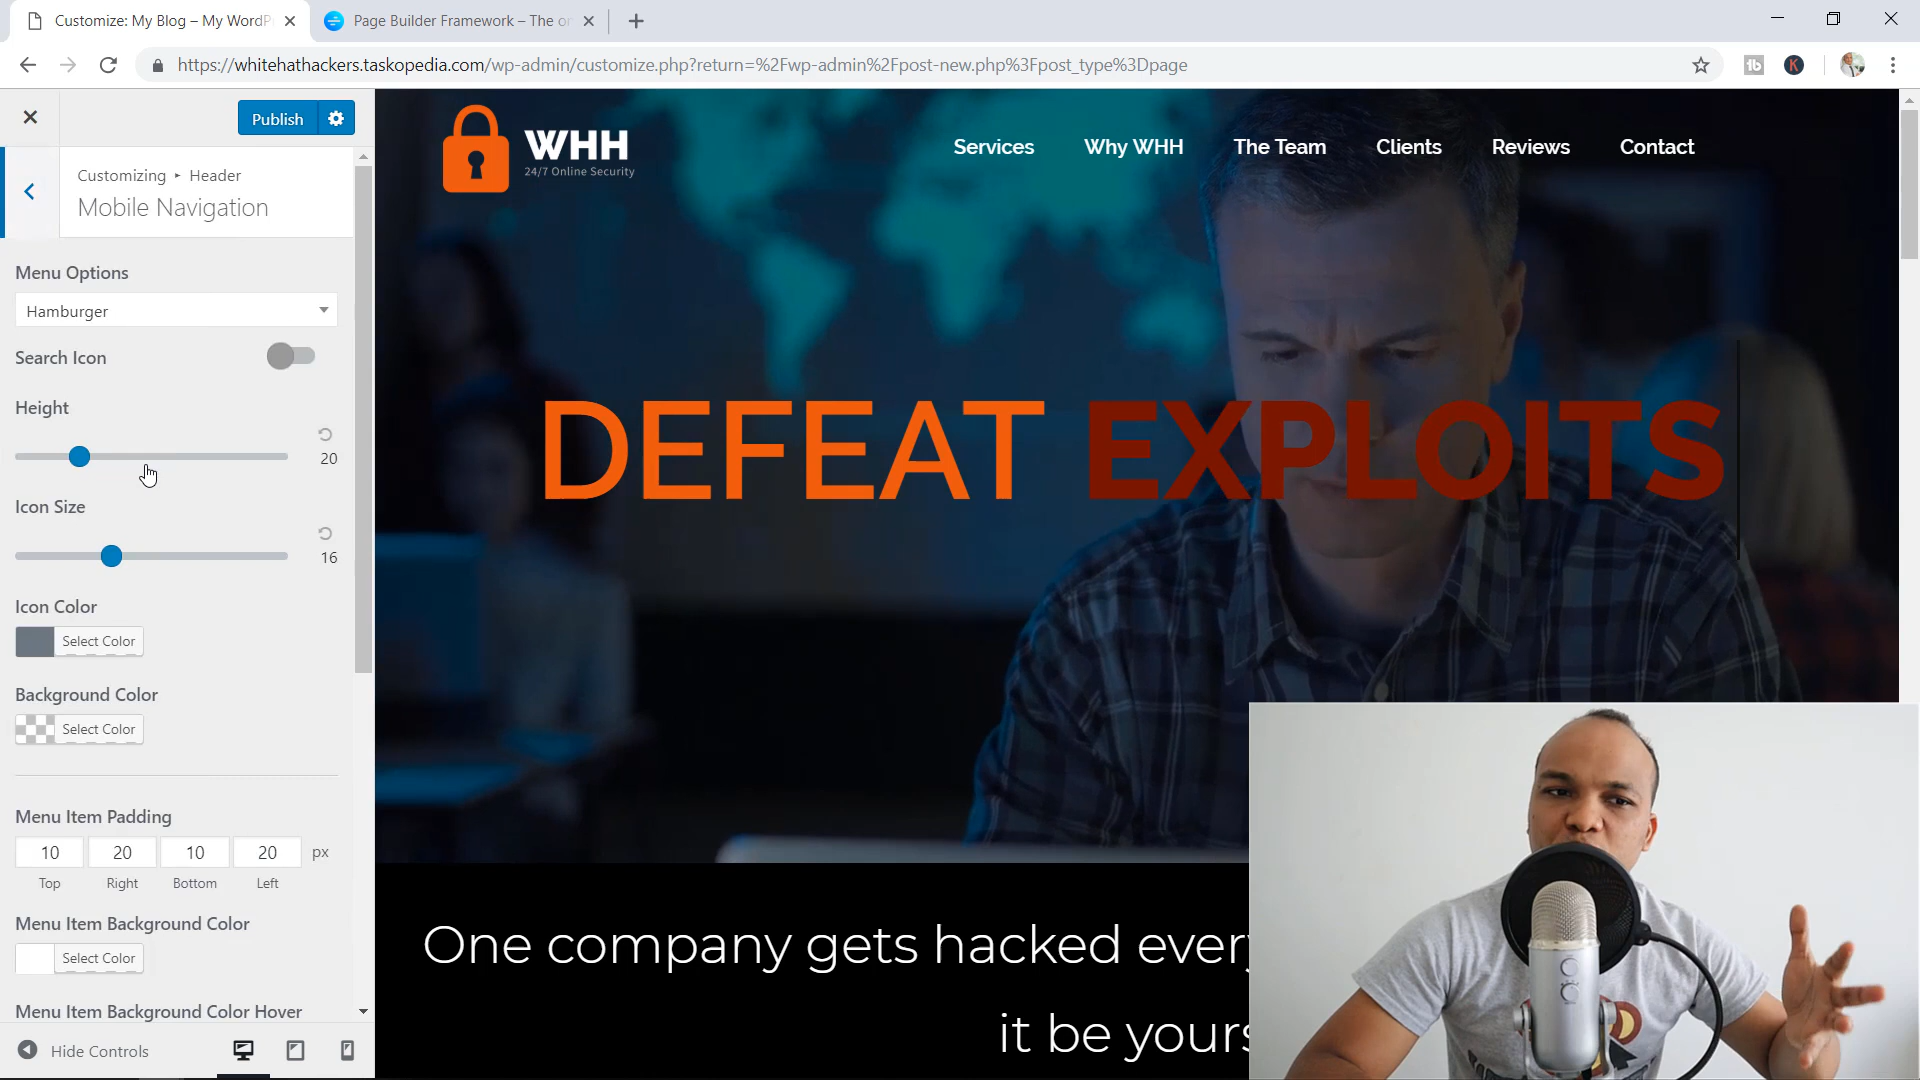 Customize: My Blog – My WordP
Page Builder Framework – The on
https://whitehathackers.taskopedia.com/wp-admin/customize.php?return=%2Fwp-admin%2Fpost-new.php%3Fpost_type%3Dpage
Publish
Customizing ▸ Header
Mobile Navigation
Menu Options
Hamburger
Search Icon
Height
20
Icon Size
16
Icon Color
Select Color
Background Color
Select Color
Menu Item Padding
10 20 10 20 px
Top Right Bottom Left
Menu Item Background Color
Select Color
Menu Item Background Color Hover
Hide Controls
WHH
24/7 Online Security
Services Why WHH The Team Clients Reviews Contact
DEFEAT EXPLOITS
One company gets hacked every
it be yours
K